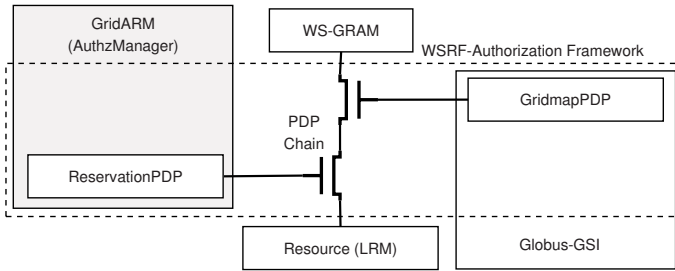 GridARM
(AuthzManager)
WS-GRAM
WSRF-Authorization Framework
GridmapPDP
PDP
Chain
ReservationPDP
Resource (LRM)
Globus-GSI